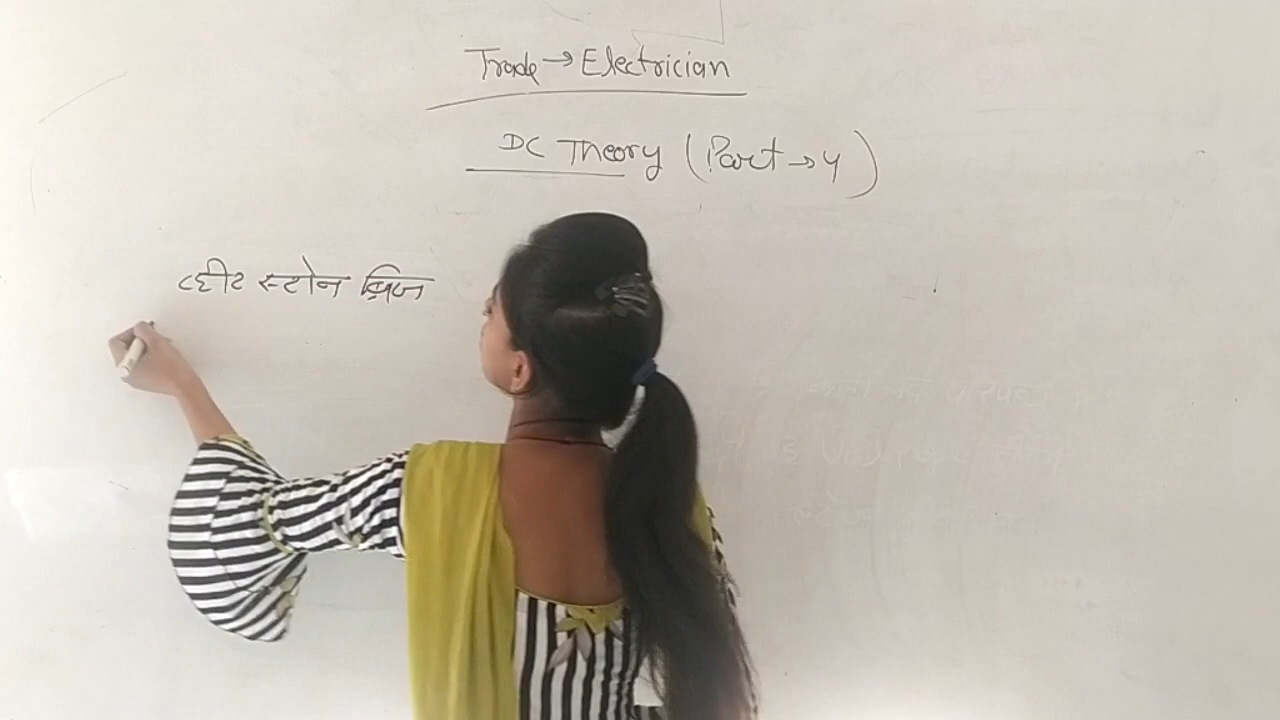 Trade → Electrician
DC Theory (Part → 4)
व्हीट स्टोन ब्रिज